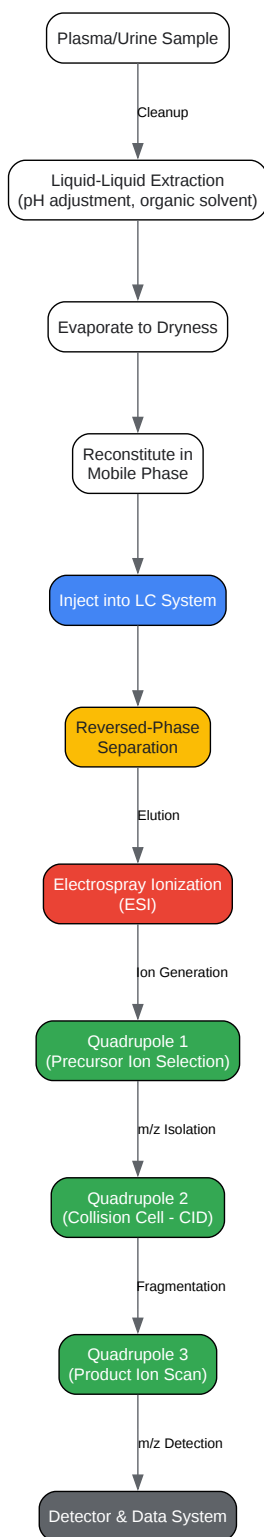 Plasma/Urine Sample
Cleanup
Liquid-Liquid Extraction
(pH adjustment, organic solvent)
Evaporate to Dryness
Reconstitute in
Mobile Phase
Inject into LC System
Reversed-Phase
Separation
Elution
Electrospray Ionization
(ESI)
Ion Generation
Quadrupole 1
(Precursor Ion Selection)
m/z Isolation
Quadrupole 2
(Collision Cell - CID)
Fragmentation
Quadrupole 3
(Product Ion Scan)
m/z Detection
Detector & Data System